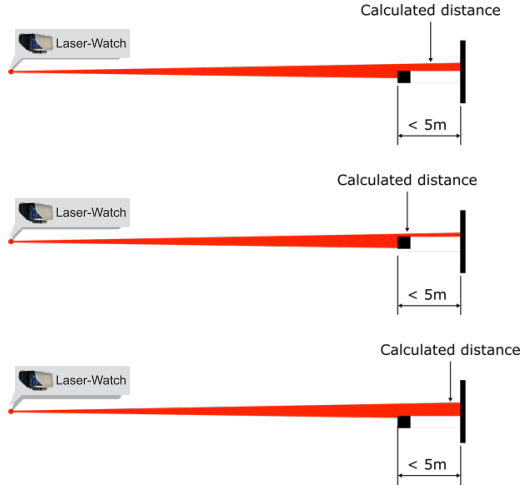 Calculated distance
Laser-Watch
< 5m
Calculated distance
Laser-Watch
< 5m
Calculated distance
Laser-Watch
< 5m